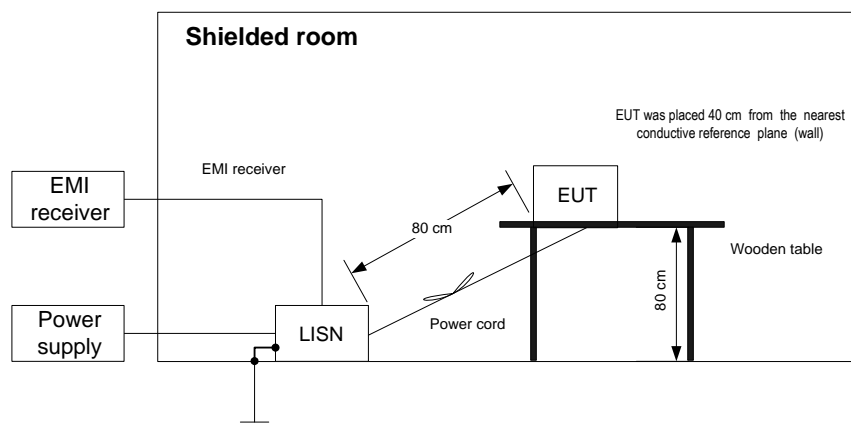 Shielded room
EUT was placed 40 cm from the nearest
conductive reference plane (wall)
EMI receiver
EMI
receiver
EUT
80 cm
Wooden table
80 cm
Power
supply
LISN
Power cord